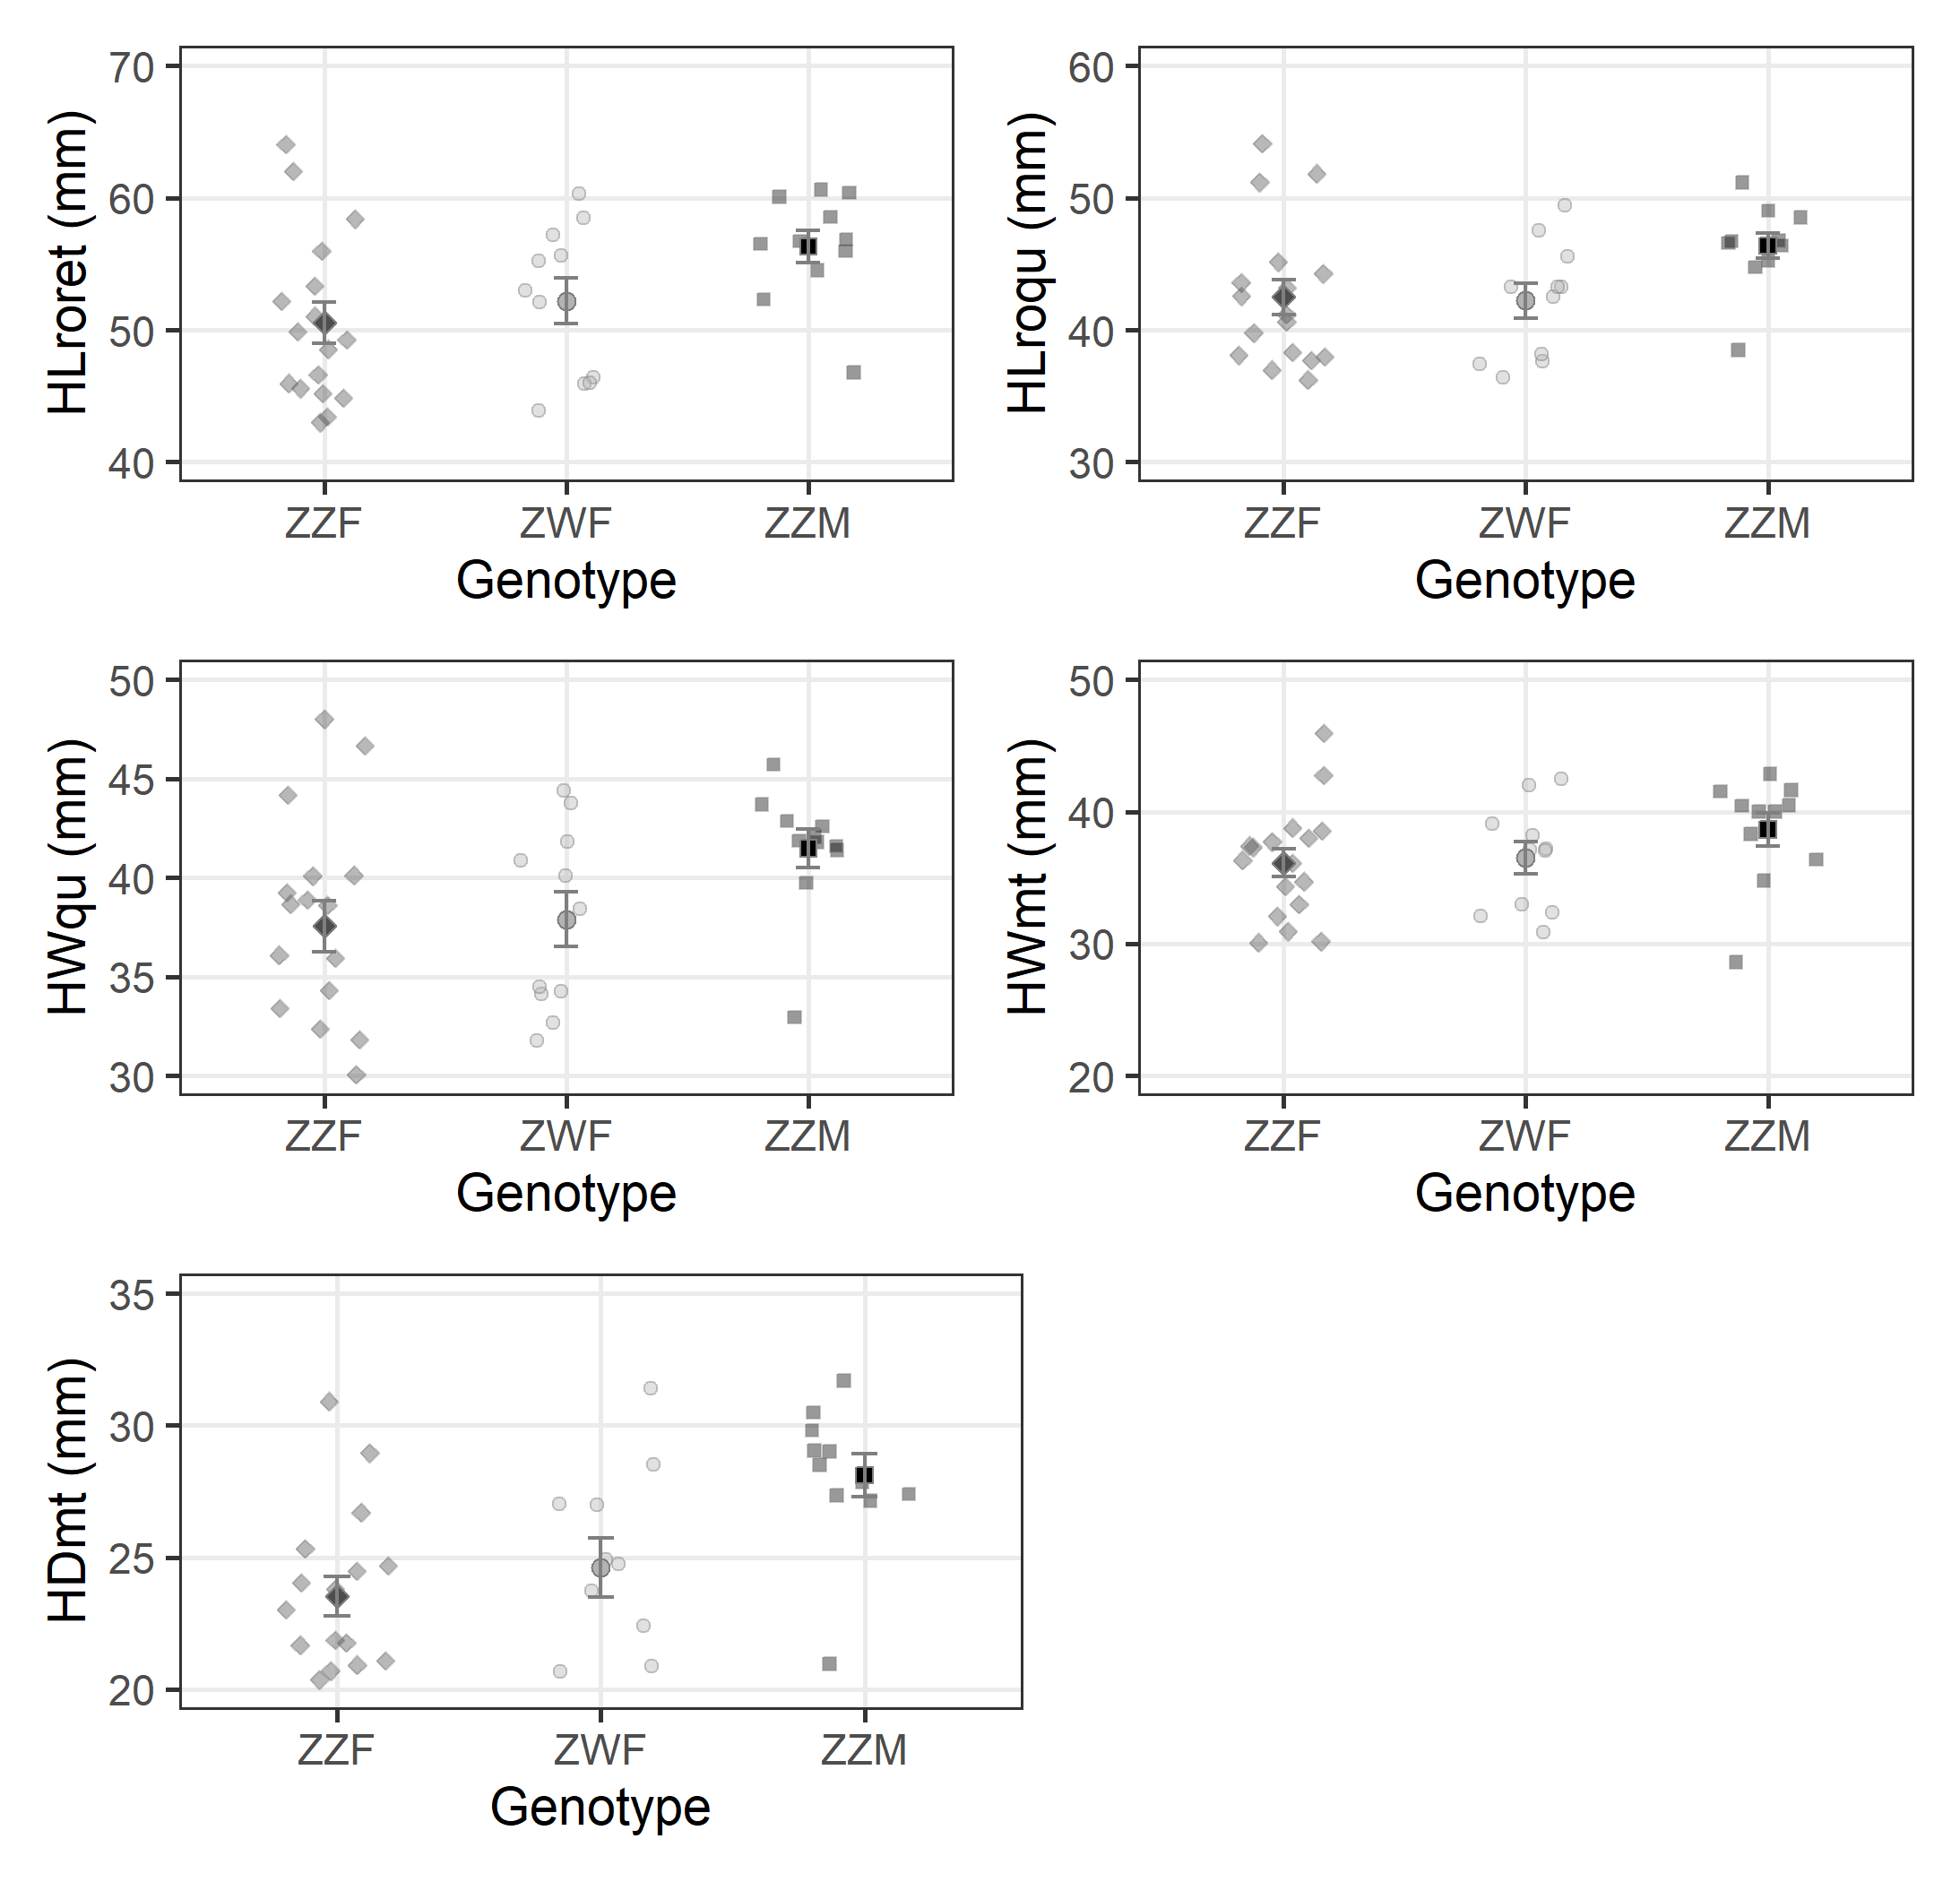 HLroret (mm)
70
60
50
40
ZZF ZWF ZZM
Genotype
HLroqu (mm)
60
50
40
30
ZZF ZWF ZZM
Genotype
HWqu (mm)
50
45
40
35
30
ZZF ZWF ZZM
Genotype
HWmt (mm)
50
40
30
20
ZZF ZWF ZZM
Genotype
HDmt (mm)
35
30
25
20
ZZF ZWF ZZM
Genotype